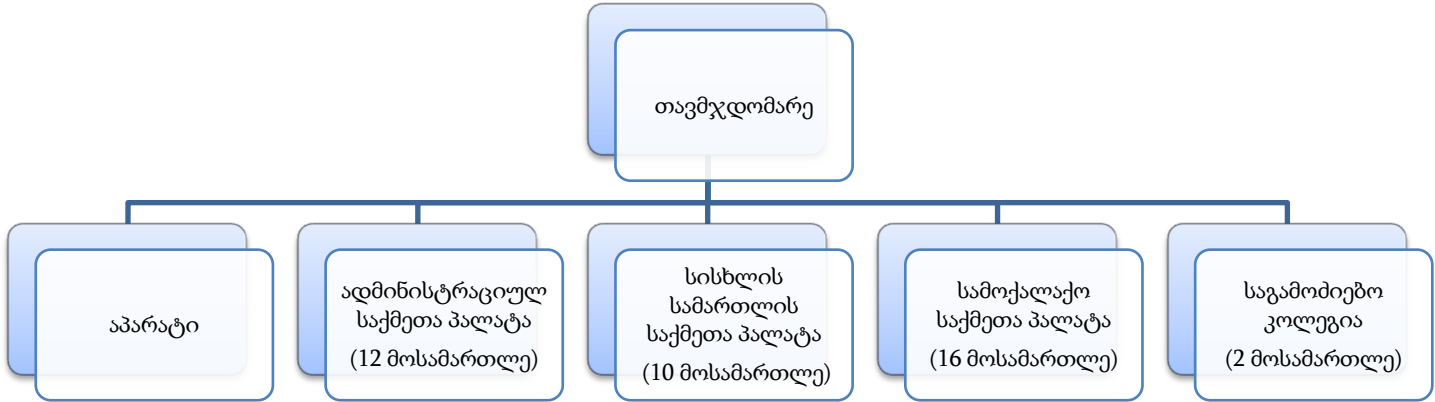 თავმჯდომარე
აპარატი
ადმინისტრაციულ
საქმეთა პალატა
(12 მოსამართლე)
სისხლის
სამართლის
საქმეთა პალატა
(10 მოსამართლე)
სამოქალაქო
საქმეთა პალატა
(16 მოსამართლე)
საგამოძიებო
კოლეგია
(2 მოსამართლე)